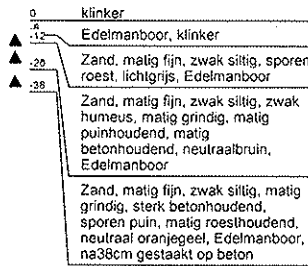 0
klinker
-8
Edelmanboor, klinker
-12
Zand, matig fijn, zwak siltig, sporen
roest, lichtgrijs, Edelmanboor
-20
-38
Zand, matig fijn, zwak siltig, zwak
humeus, matig grindig, matig
puinhoudend, matig
betonhoudend, neutraalbruin,
Edelmanboor
Zand, matig fijn, zwak siltig, matig
grindig, sterk betonhoudend,
sporen puin, matig roesthoudend,
neutraal oranjegeel, Edelmanboor,
na38cm gestaakt op beton